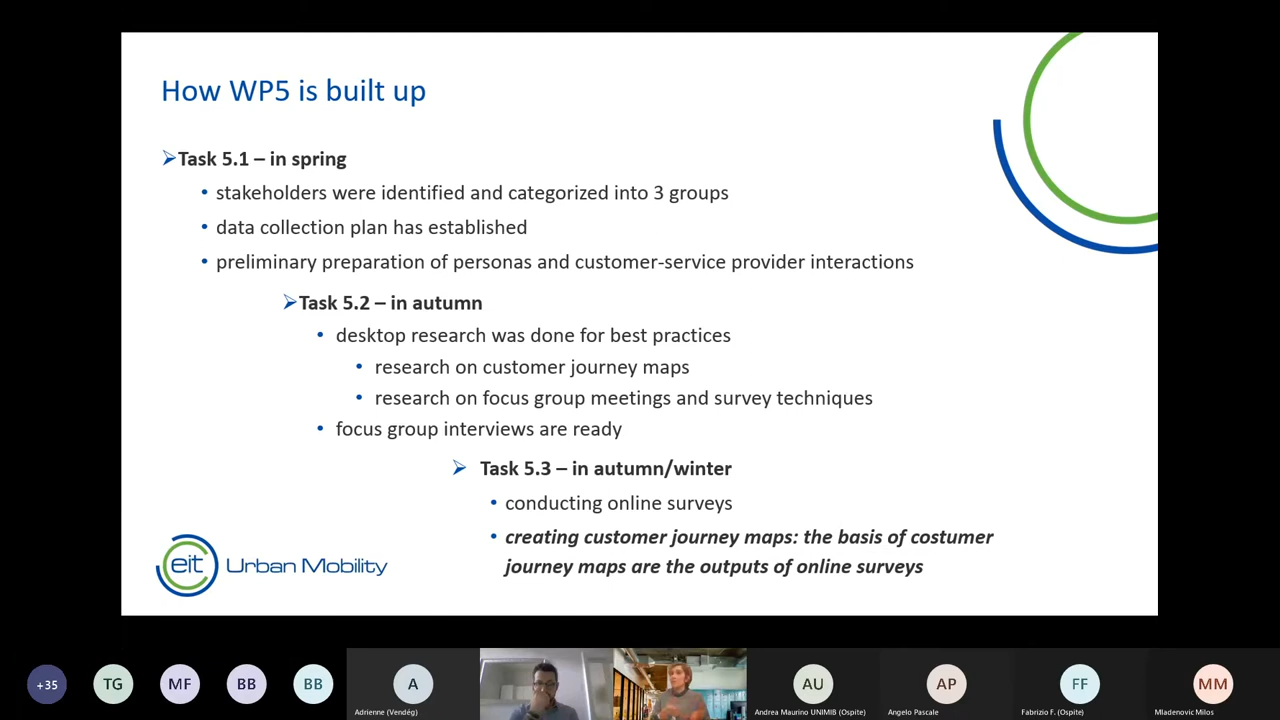 How WP5 is built up
Task 5.1 – in spring
• stakeholders were identified and categorized into 3 groups
• data collection plan has established
• preliminary preparation of personas and customer-service provider interactions
Task 5.2 – in autumn
• desktop research was done for best practices
• research on customer journey maps
• research on focus group meetings and survey techniques
• focus group interviews are ready
Task 5.3 – in autumn/winter
• conducting online surveys
• creating customer journey maps: the basis of costumer
journey maps are the outputs of online surveys
eit Urban Mobility
+35 TG MF BB BB A AU AP FF MM
Adrienne (Vendég) Andrea Maurino UNIMIB (Ospite) Angelo Pascale Fabrizio F. (Ospite) Mladenovic Milos